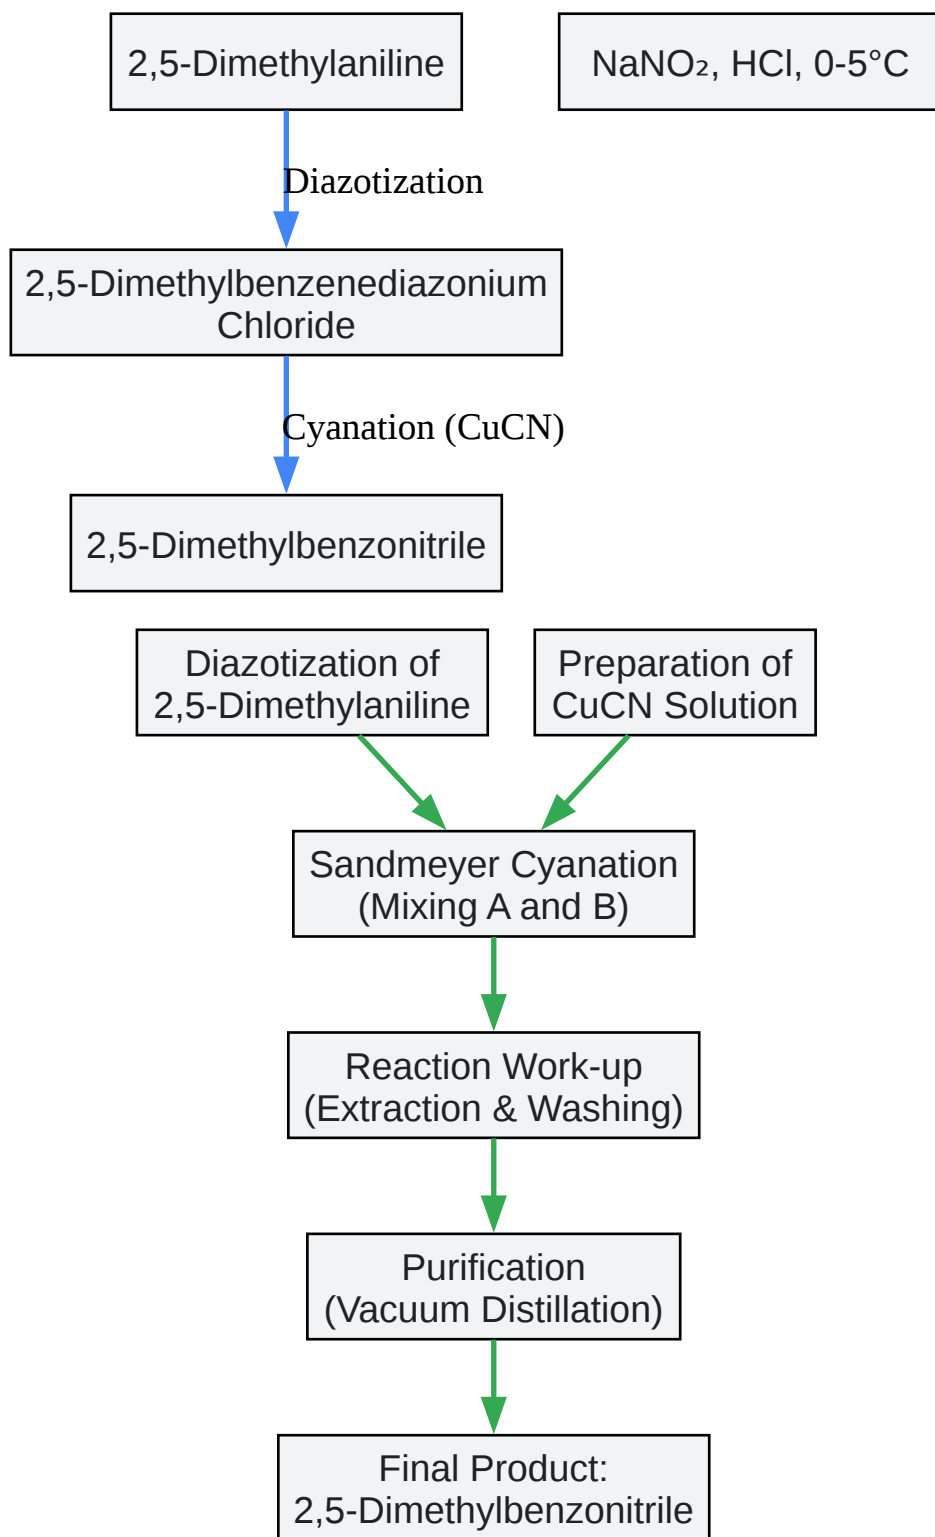 2,5-Dimethylaniline
NaNO₂, HCl, 0-5°C
Diazotization
2,5-Dimethylbenzenediazonium
Chloride
Cyanation (CuCN)
2,5-Dimethylbenzonitrile
Diazotization of
2,5-Dimethylaniline
Preparation of
CuCN Solution
Sandmeyer Cyanation
(Mixing A and B)
Reaction Work-up
(Extraction & Washing)
Purification
(Vacuum Distillation)
Final Product:
2,5-Dimethylbenzonitrile